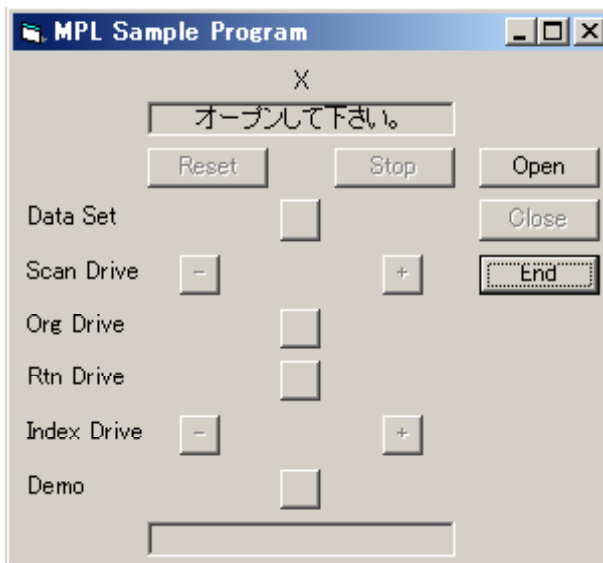 MPL Sample Program
X
オープンして下さい。
Reset Stop Open
Data Set Close
Scan Drive - + End
Org Drive
Rtn Drive
Index Drive - +
Demo